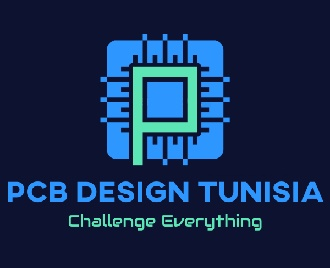 PCB DESIGN TUNISIA
Challenge Everything